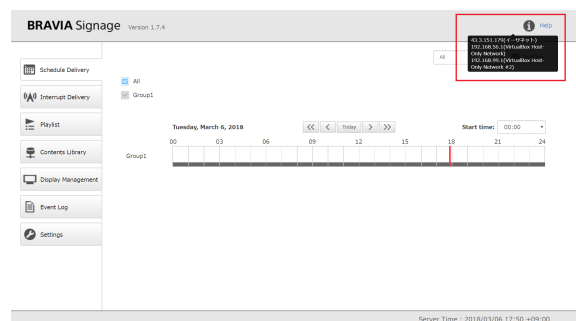 BRAVIA Signage Version 1.7.4
Help
43.3.151.179(イーサネット)
192.168.56.1(VirtualBox Host-
Only Network)
192.168.99.1(VirtualBox Host-
Only Network #2)
All
Schedule Delivery
All
Interrupt Delivery
Group1
Playlist
Tuesday, March 6, 2018
Today
Start time: 00:00
00 03 06 09 12 15 18 21 24
Contents Library
Group1
Display Management
Event Log
Settings
Server Time : 2018/03/06 17:50 +09:00